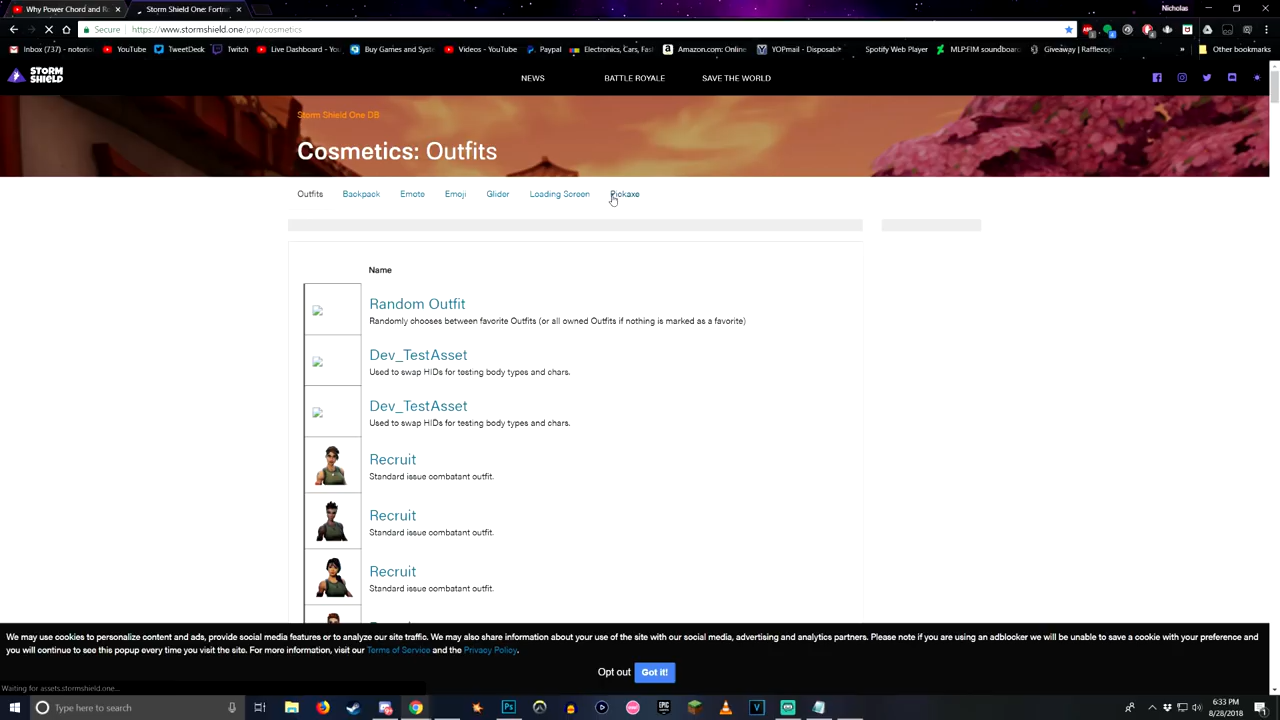 Why Power Chord and R
Storm Shield One: Fortn
Nicholas
Secure
https://www.stormshield.one/pvp/cosmetics
Inbox (737) - notorio
YouTube
TweetDeck
Twitch
Live Dashboard - You
Buy Games and Syst
Videos - YouTube
Paypal
Electronics, Cars, Fash
Amazon.com: Online
YOPmail - Disposab
Spotify Web Player
MLP:FIM soundboard
Giveaway | Rafflecop
Other bookmarks
STORM
SHIELD
NEWS
BATTLE ROYALE
SAVE THE WORLD
Storm Shield One DB
Cosmetics: Outfits
Outfits
Backpack
Emote
Emoji
Glider
Loading Screen
Pickaxe
Name
Random Outfit
Randomly chooses between favorite Outfits (or all owned Outfits if nothing is marked as a favorite)
Dev_TestAsset
Used to swap HIDs for testing body types and chars.
Dev_TestAsset
Used to swap HIDs for testing body types and chars.
Recruit
Standard issue combatant outfit.
Recruit
Standard issue combatant outfit.
Recruit
Standard issue combatant outfit.
We may use cookies to personalize content and ads, provide social media features or to analyze our site traffic. We may also share information about your use of the site with our social media, advertising and analytics partners. Please note if you are using an adblocker we will be unable to save a cookie with your preference and
you will continue to see this popup every time you visit the site. For more information, visit our Terms of Service and the Privacy Policy.
Opt out
Got it!
Waiting for assets.stormshield.one...
Type here to search
EPIC
6:33 PM
8/28/2018